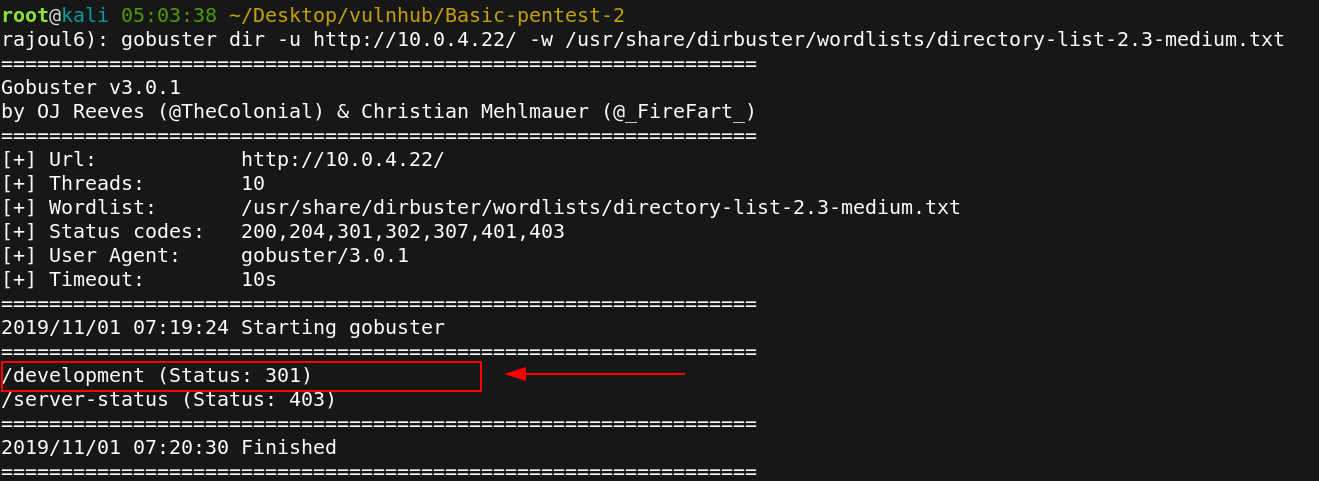 root@kali 05:03:38 ~/Desktop/vulnhub/Basic-pentest-2
rajoul6): gobuster dir -u http://10.0.4.22/ -w /usr/share/dirbuster/wordlists/directory-list-2.3-medium.txt
===============================================================
Gobuster v3.0.1
by OJ Reeves (@TheColonial) & Christian Mehlmauer (@_FireFart_)
===============================================================
[+] Url:            http://10.0.4.22/
[+] Threads:        10
[+] Wordlist:       /usr/share/dirbuster/wordlists/directory-list-2.3-medium.txt
[+] Status codes:   200,204,301,302,307,401,403
[+] User Agent:     gobuster/3.0.1
[+] Timeout:        10s
===============================================================
2019/11/01 07:19:24 Starting gobuster
===============================================================
/development (Status: 301)
/server-status (Status: 403)
===============================================================
2019/11/01 07:20:30 Finished
===============================================================